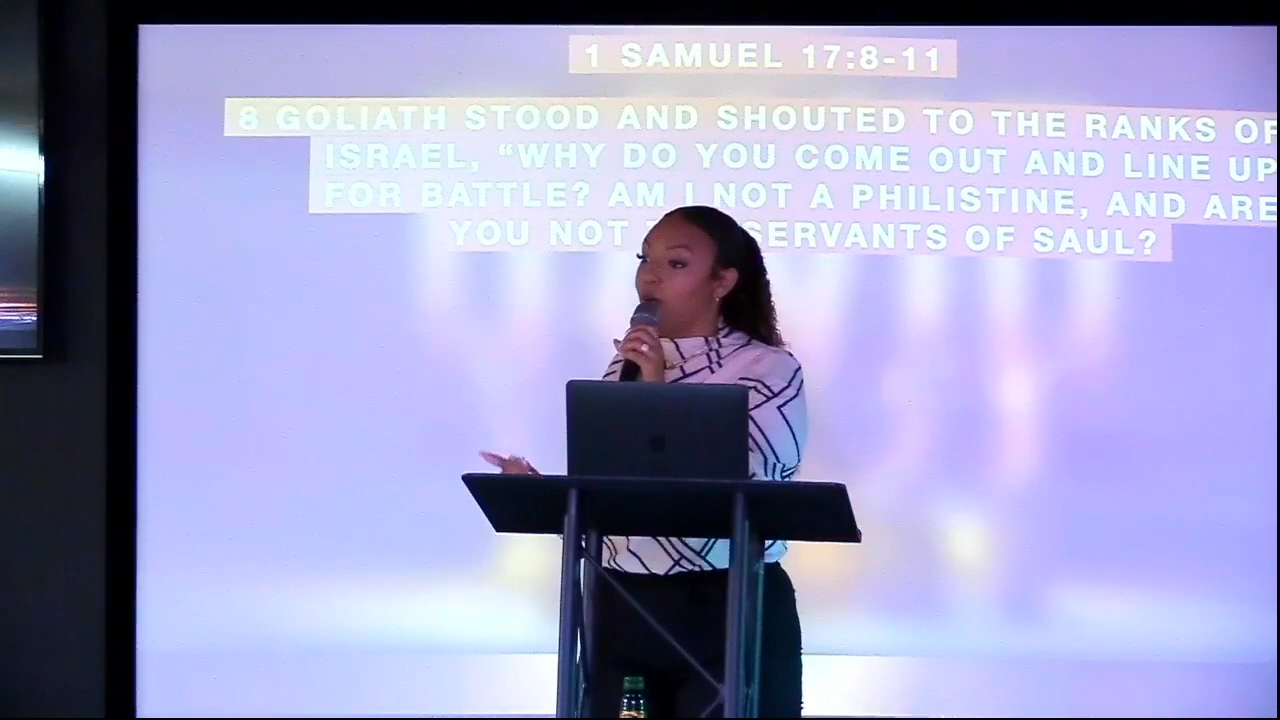 1 SAMUEL 17:8-11
8 GOLIATH STOOD AND SHOUTED TO THE RANKS OF
ISRAEL, “WHY DO YOU COME OUT AND LINE UP
FOR BATTLE? AM I NOT A PHILISTINE, AND ARE
YOU NOT SERVANTS OF SAUL?